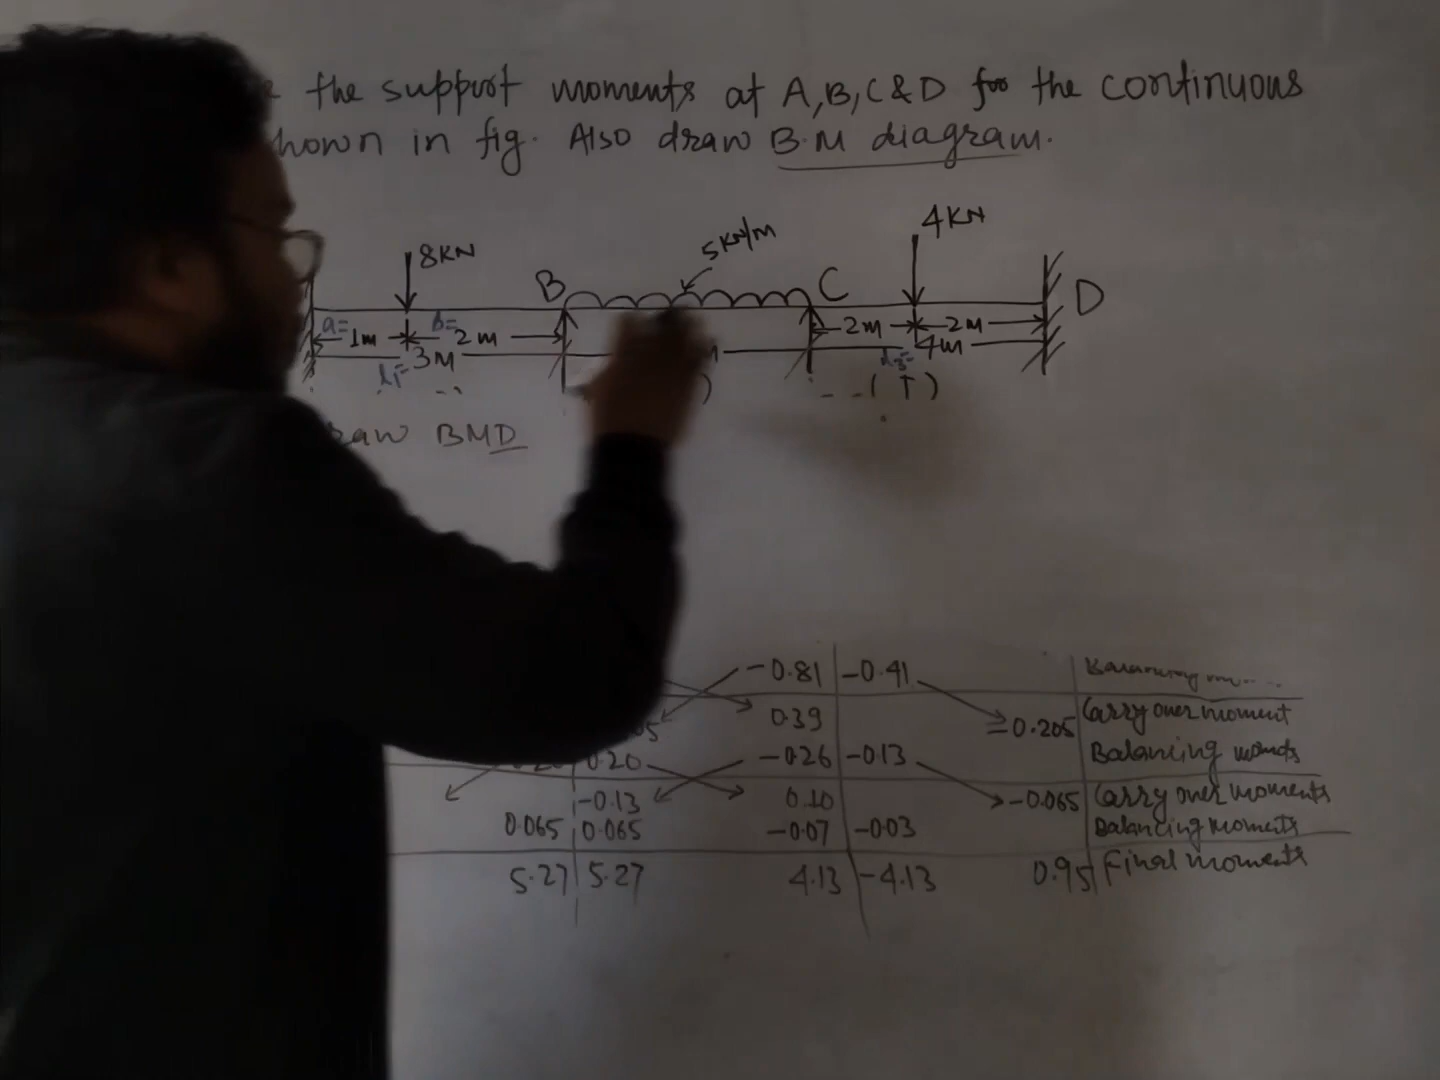 the support moments at A,B,C & D for the continuous
hown in fig. Also draw B.M diagram.
8KN
B
5KN/M
C
4KN
D
a= 1m
b= 2m
2m
2m
l1= 3M
l3= 4m
raw BMD
-0.81 -0.41
0.39 Carry over moment
-0.205
0.20 -0.26 -0.13 Balancing
-0.13 0.10 -0.065 Carry over moments
0.065 0.065 -0.07 -0.03 Balancing moments
5.27 5.27 4.13 -4.13 0.95 Final moments